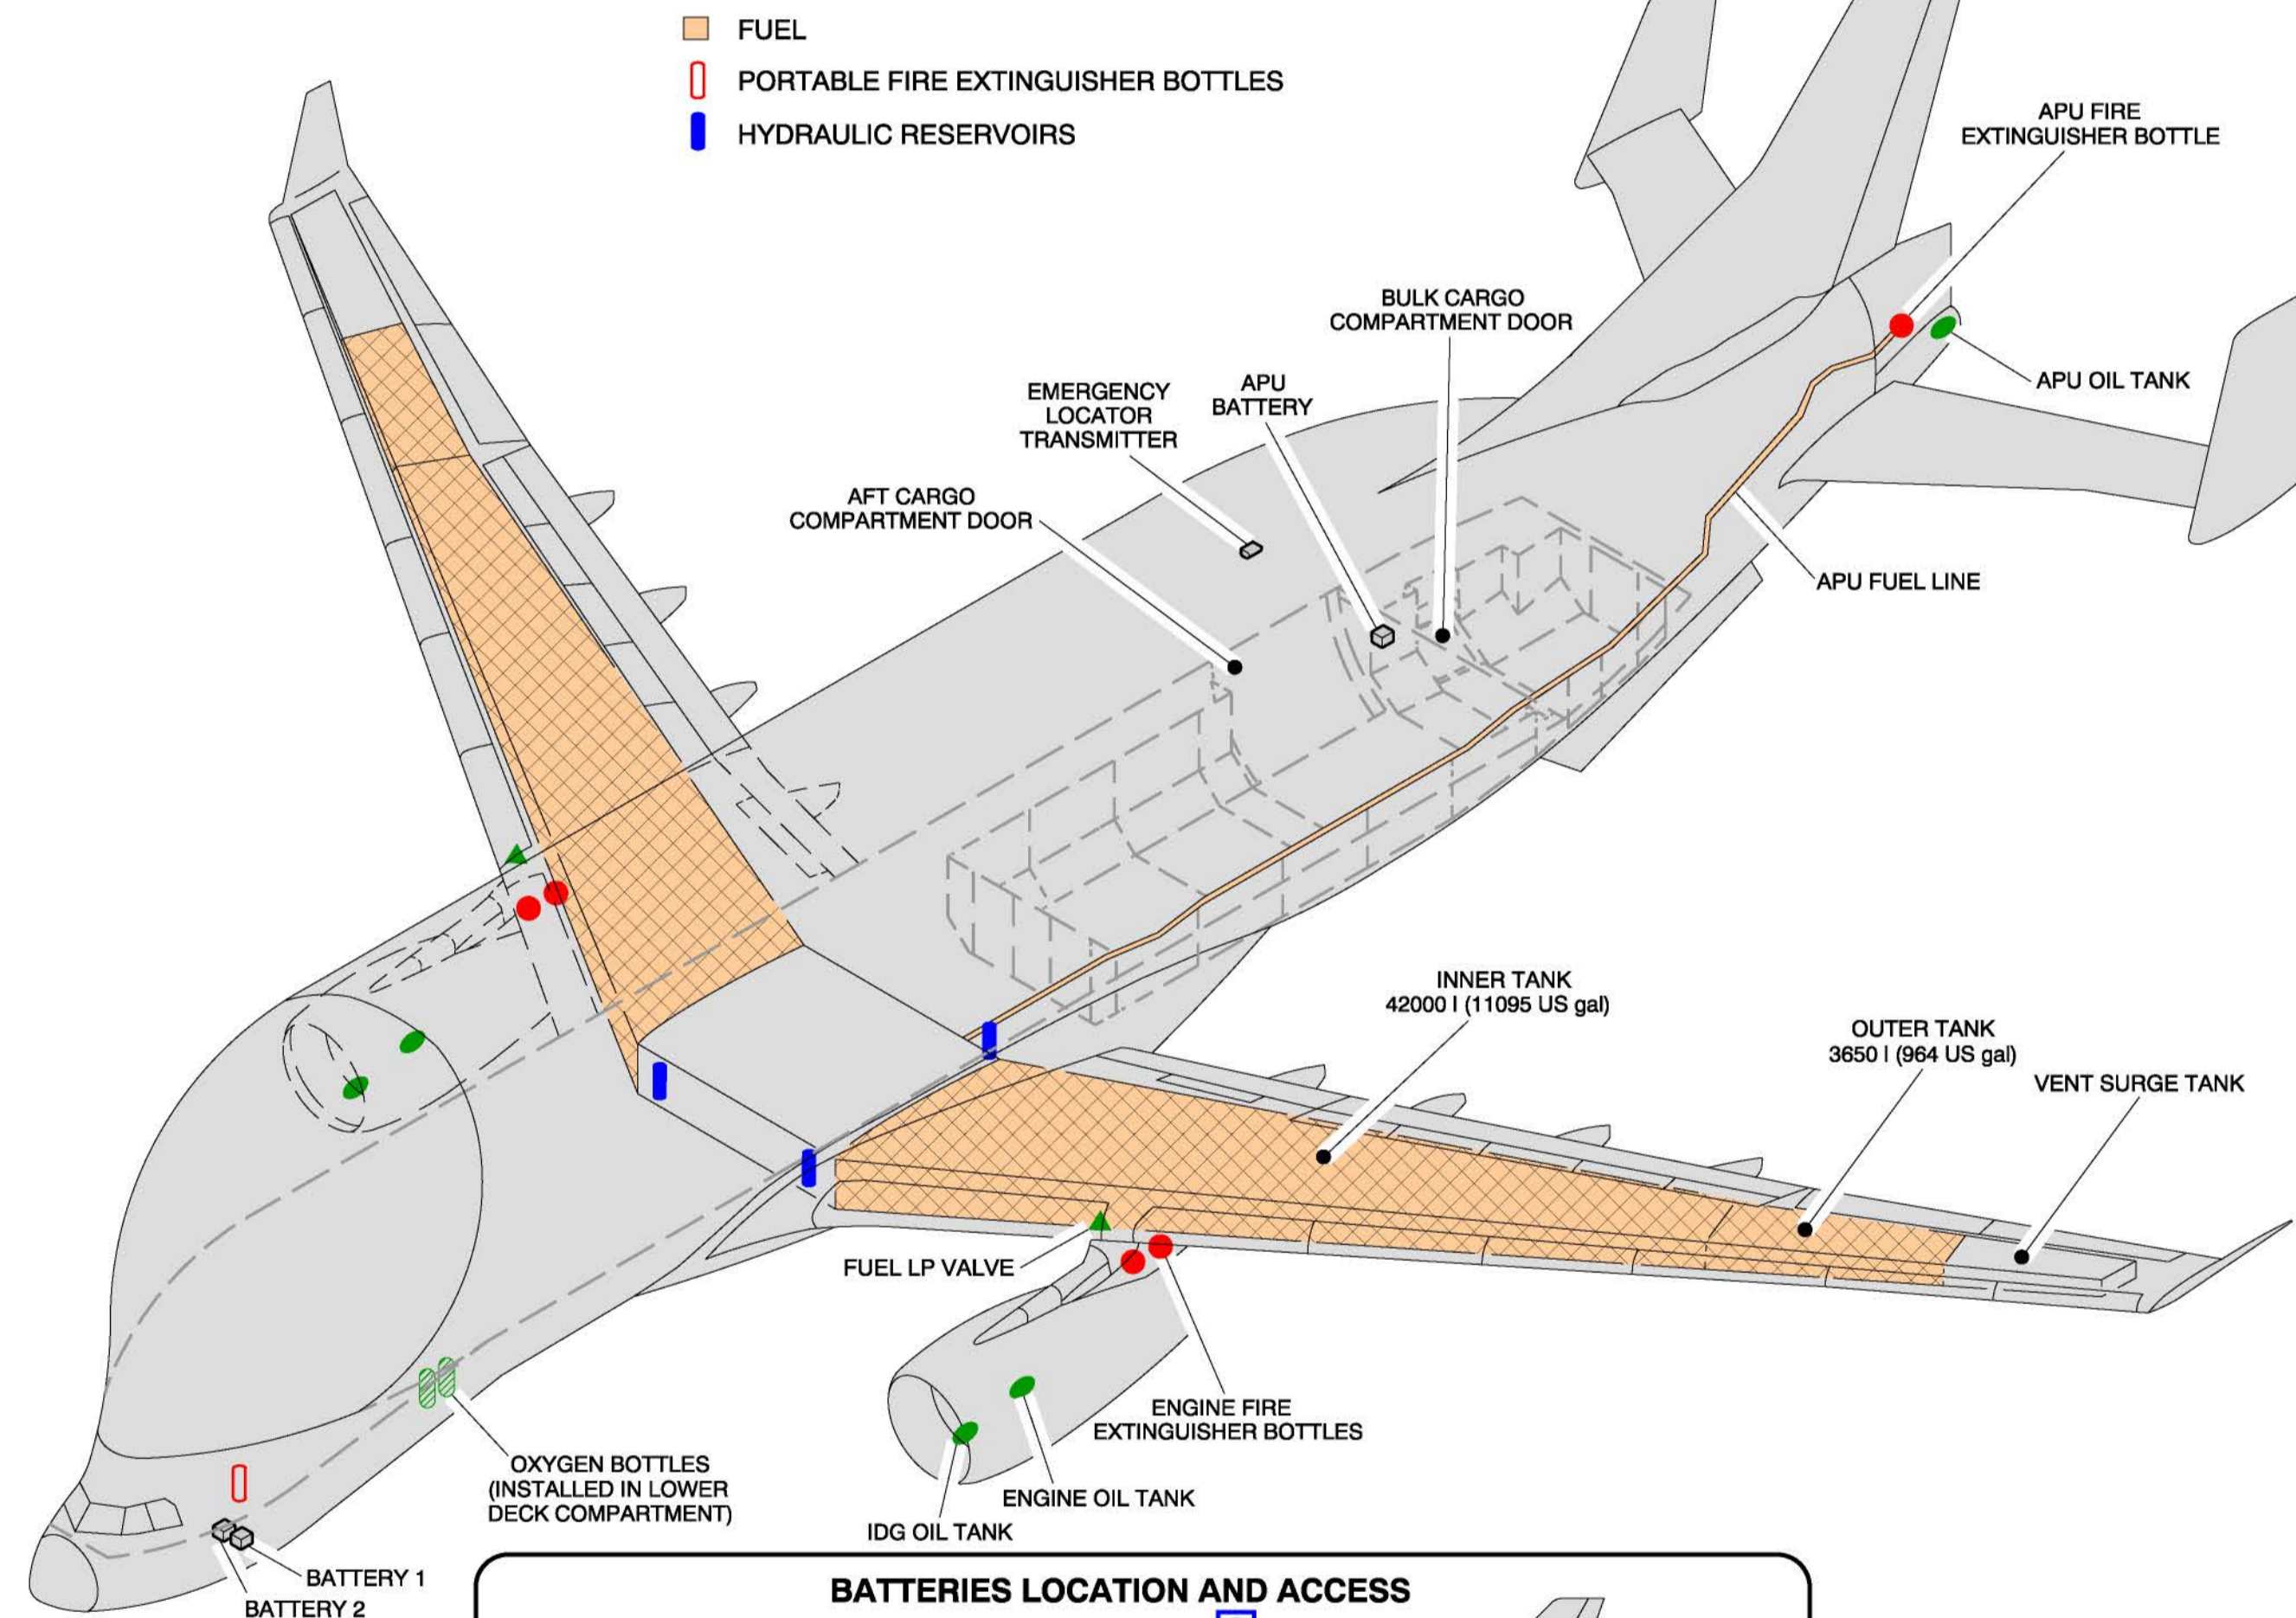 FUEL
PORTABLE FIRE EXTINGUISHER BOTTLES
HYDRAULIC RESERVOIRS
APU FIRE
EXTINGUISHER BOTTLE
BULK CARGO
COMPARTMENT DOOR
APU OIL TANK
EMERGENCY
LOCATOR
TRANSMITTER
APU
BATTERY
AFT CARGO
COMPARTMENT DOOR
APU FUEL LINE
INNER TANK
42000 l (11095 US gal)
OUTER TANK
3650 l (964 US gal)
VENT SURGE TANK
FUEL LP VALVE
ENGINE FIRE
EXTINGUISHER BOTTLES
OXYGEN BOTTLES
(INSTALLED IN LOWER
DECK COMPARTMENT)
ENGINE OIL TANK
IDG OIL TANK
BATTERY 1
BATTERY 2
BATTERIES LOCATION AND ACCESS